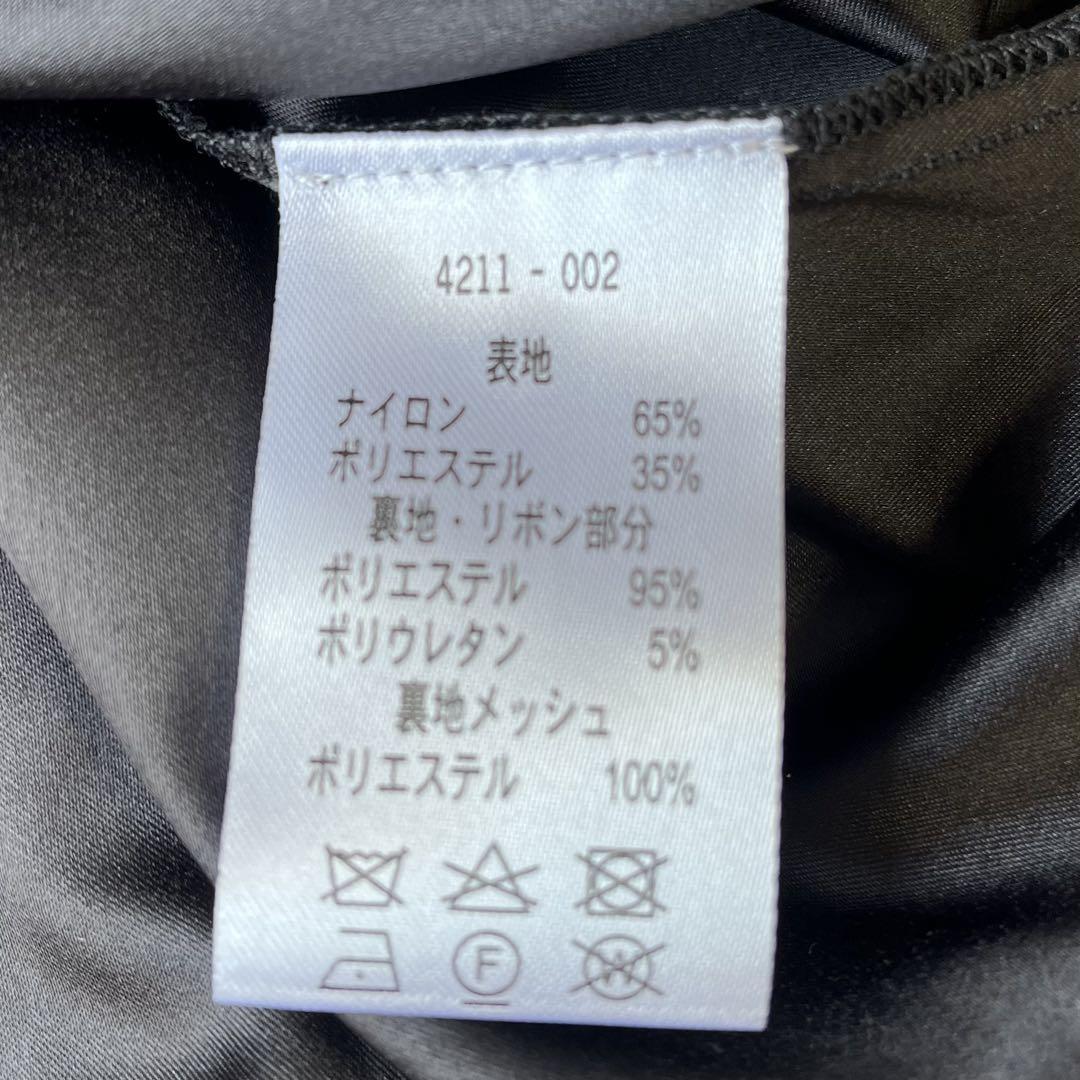 4211 - 002
表地
ナイロン 65%
ポリエステル 35%
裏地・リボン部分
ポリエステル 95%
ポリウレタン 5%
裏地メッシュ
ポリエステル 100%
F W